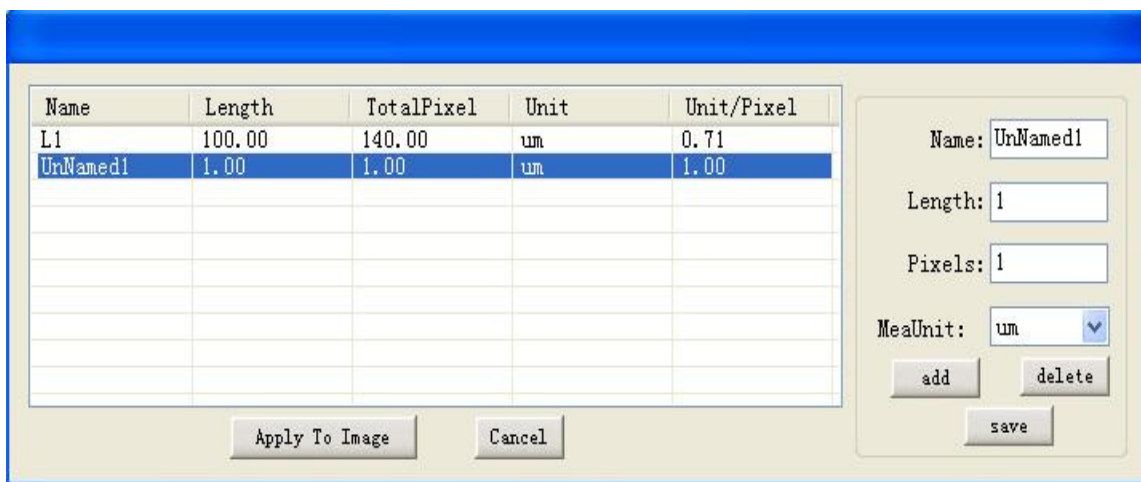 Name Length TotalPixel Unit Unit/Pixel
L1 100.00 140.00 um 0.71
UnNamed1 1.00 1.00 um 1.00
Name: UnNamed1
Length: 1
Pixels: 1
MeaUnit: um
add delete
save
Apply To Image Cancel